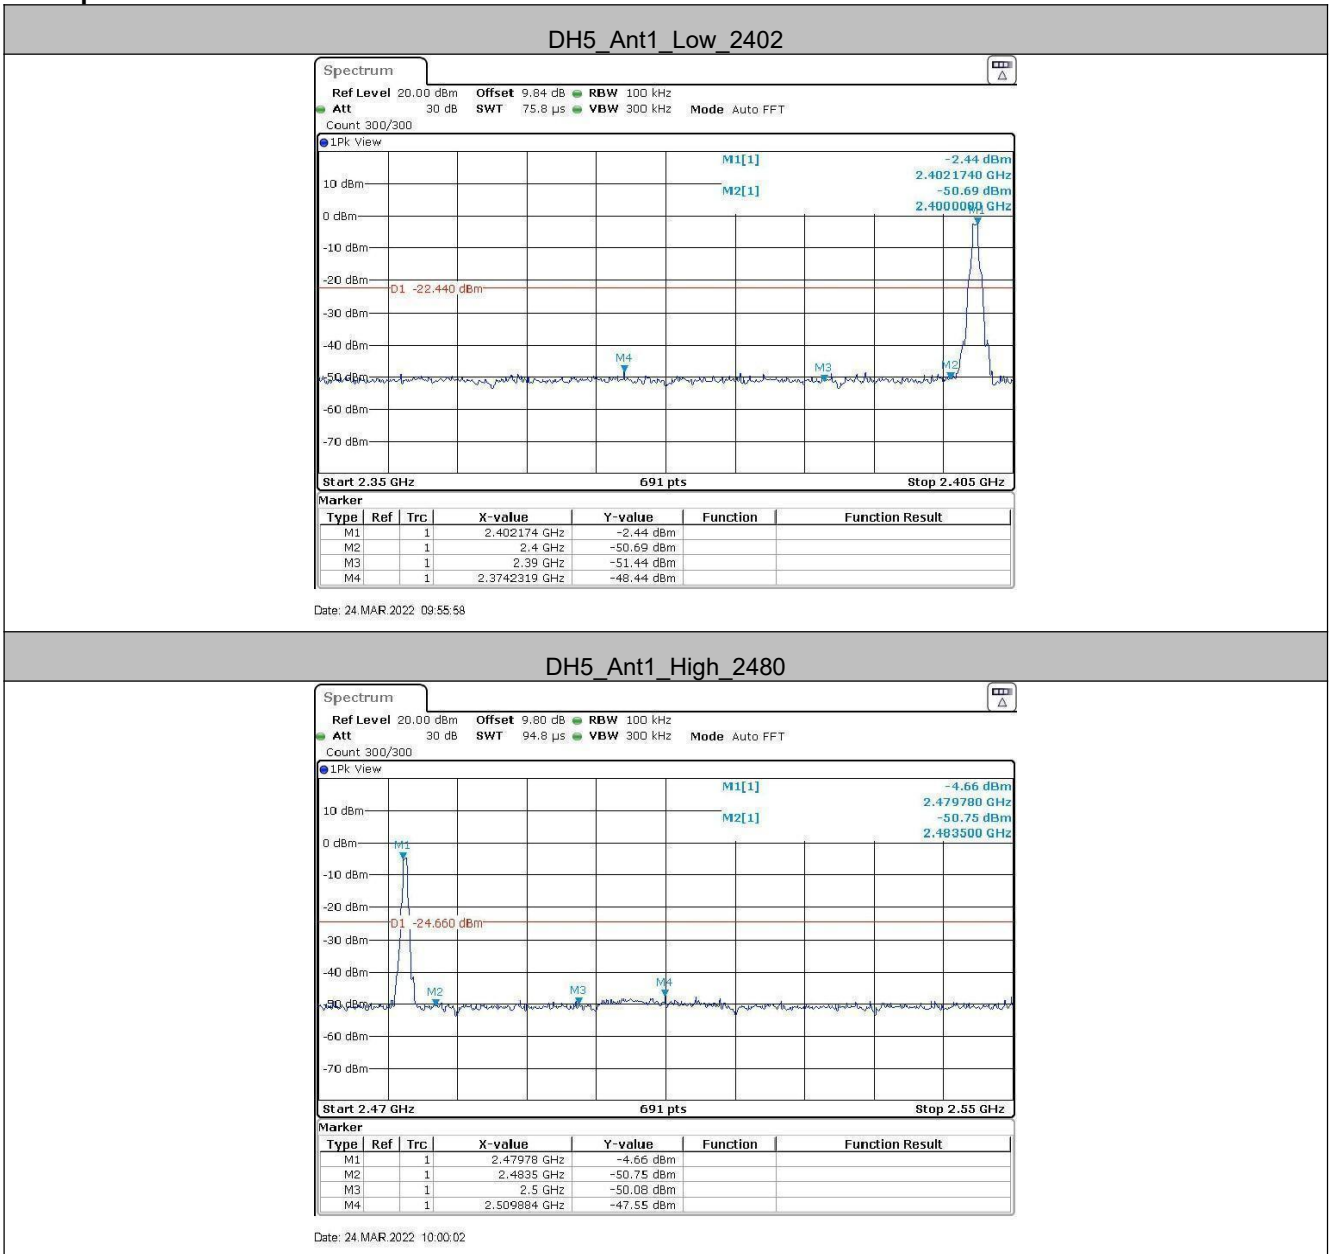 DH5_Ant1_Low_2402
Spectrum
Ref Level 20.00 dBm Offset 9.84 dB RBW 100 kHz
Att 30 dB SWT 75.8 µs VBW 300 kHz Mode Auto FFT
Count 300/300
1Pk View
M1[1] -2.44 dBm
2.4021740 GHz
10 dBm
M2[1] -50.69 dBm
2.4000000 GHz
M1
0 dBm
-10 dBm
-20 dBm
D1 -22.440 dBm
-30 dBm
-40 dBm
M4
M3
M2
-50 dBm
-60 dBm
-70 dBm
Start 2.35 GHz 691 pts Stop 2.405 GHz
Marker
Type Ref Trc X-value Y-value Function Function Result
M1 1 2.402174 GHz -2.44 dBm
M2 1 2.4 GHz -50.69 dBm
M3 1 2.39 GHz -51.44 dBm
M4 1 2.3742319 GHz -48.44 dBm
Date: 24.MAR.2022 09:55:58
DH5_Ant1_High_2480
Spectrum
Ref Level 20.00 dBm Offset 9.80 dB RBW 100 kHz
Att 30 dB SWT 94.8 µs VBW 300 kHz Mode Auto FFT
Count 300/300
1Pk View
M1[1] -4.66 dBm
2.479780 GHz
10 dBm
M2[1] -50.75 dBm
2.483500 GHz
0 dBm
M1
-10 dBm
-20 dBm
D1 -24.660 dBm
-30 dBm
-40 dBm
M4
M2
M3
-50 dBm
-60 dBm
-70 dBm
Start 2.47 GHz 691 pts Stop 2.55 GHz
Marker
Type Ref Trc X-value Y-value Function Function Result
M1 1 2.47978 GHz -4.66 dBm
M2 1 2.4835 GHz -50.75 dBm
M3 1 2.5 GHz -50.08 dBm
M4 1 2.509884 GHz -47.55 dBm
Date: 24.MAR.2022 10:00:02